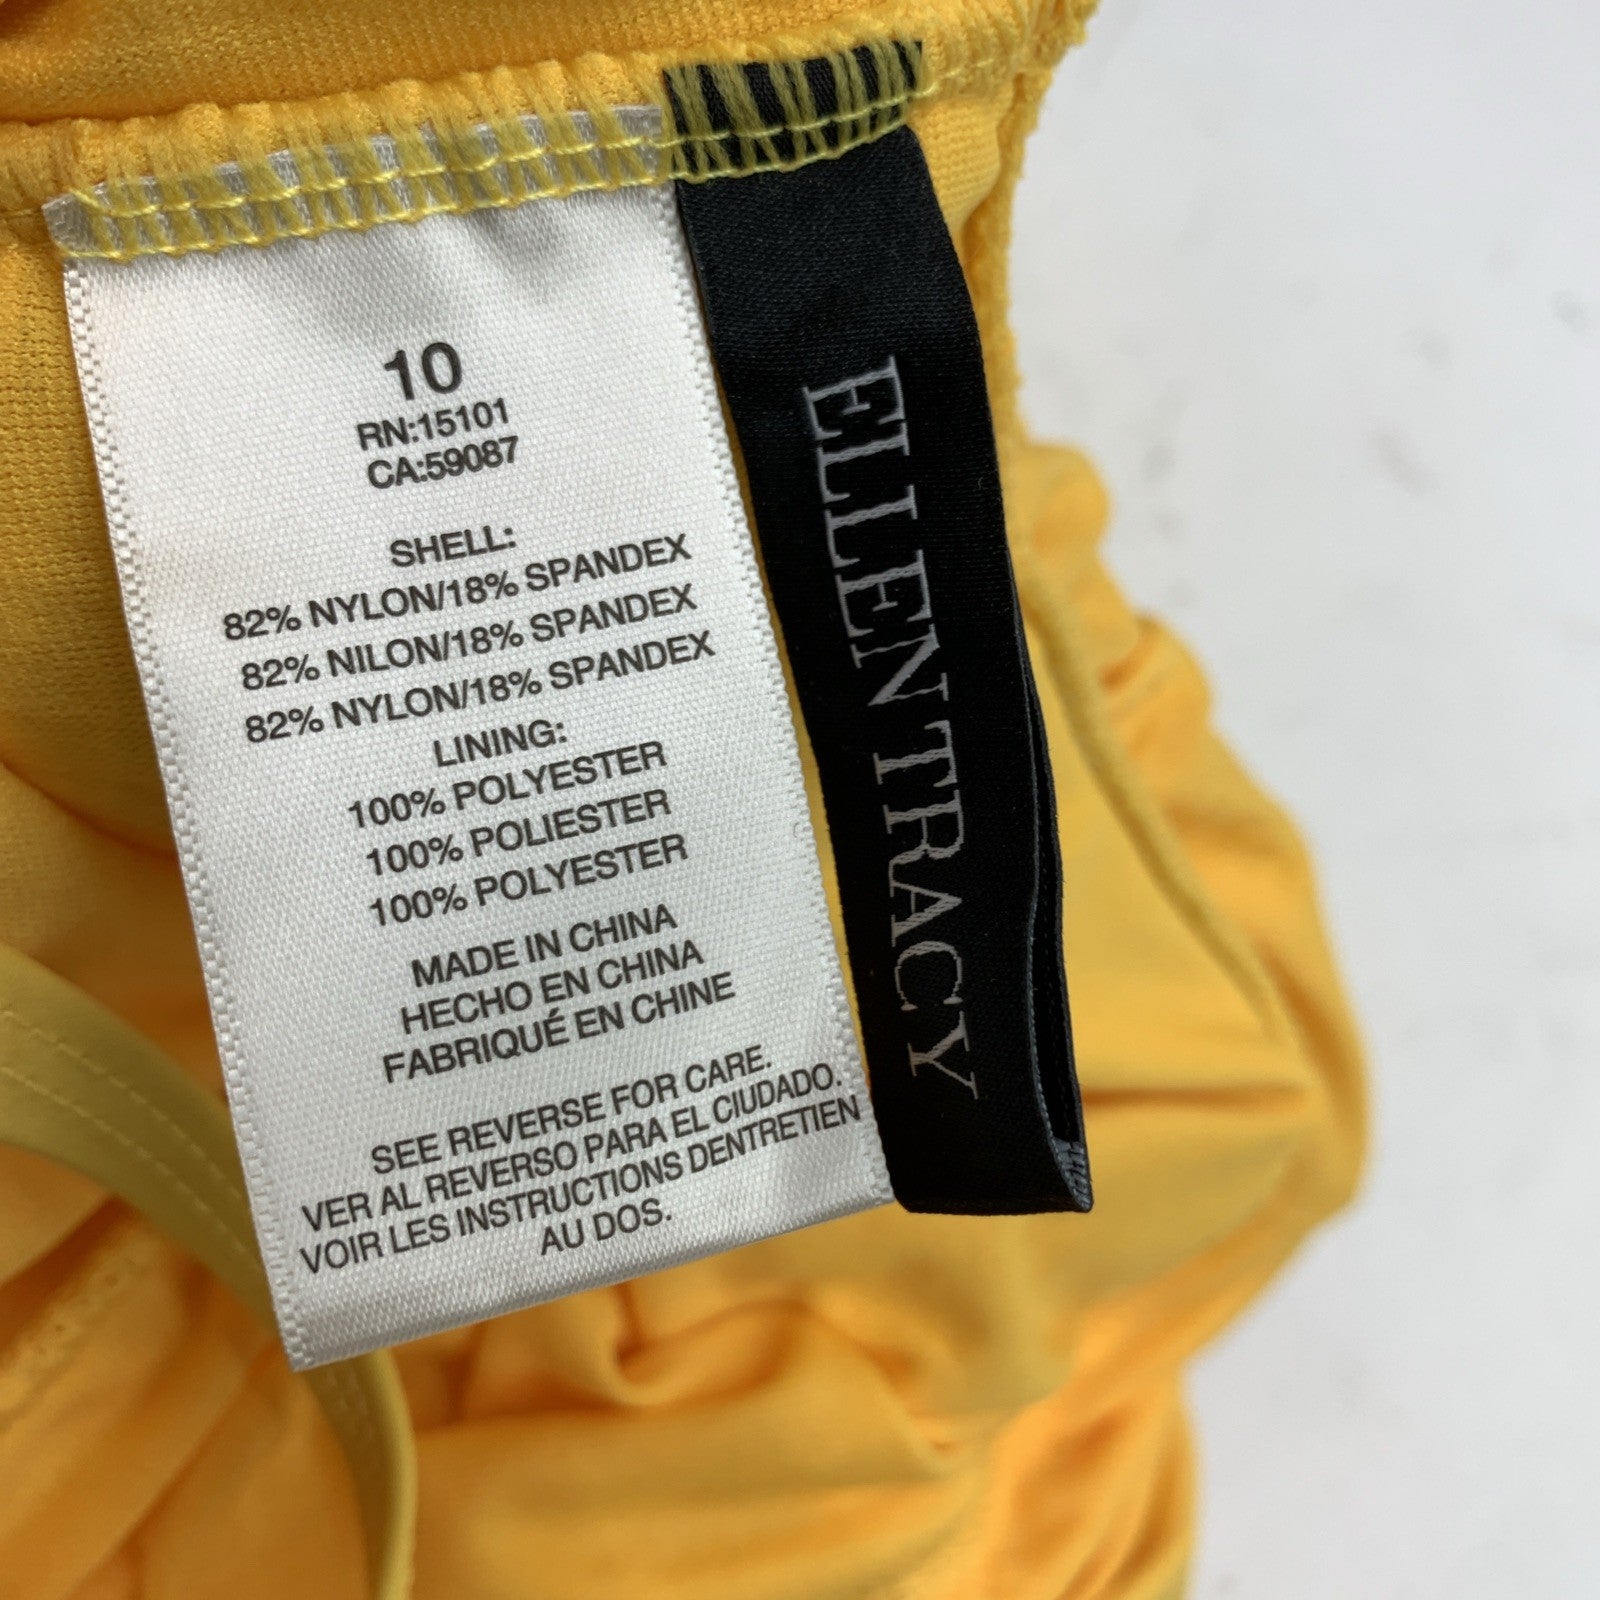 10
RN:15101
CA:59087
SHELL:
82% NYLON/18% SPANDEX
82% NILON/18% SPANDEX
82% NYLON/18% SPANDEX
LINING:
100% POLYESTER
100% POLIESTER
100% POLYESTER
MADE IN CHINA
HECHO EN CHINA
FABRIQUÉ EN CHINE
SEE REVERSE FOR CARE.
VER AL REVERSO PARA EL CIUDADO.
VOIR LES INSTRUCTIONS DENTRETIEN
AU DOS.
ELLEN TRACY